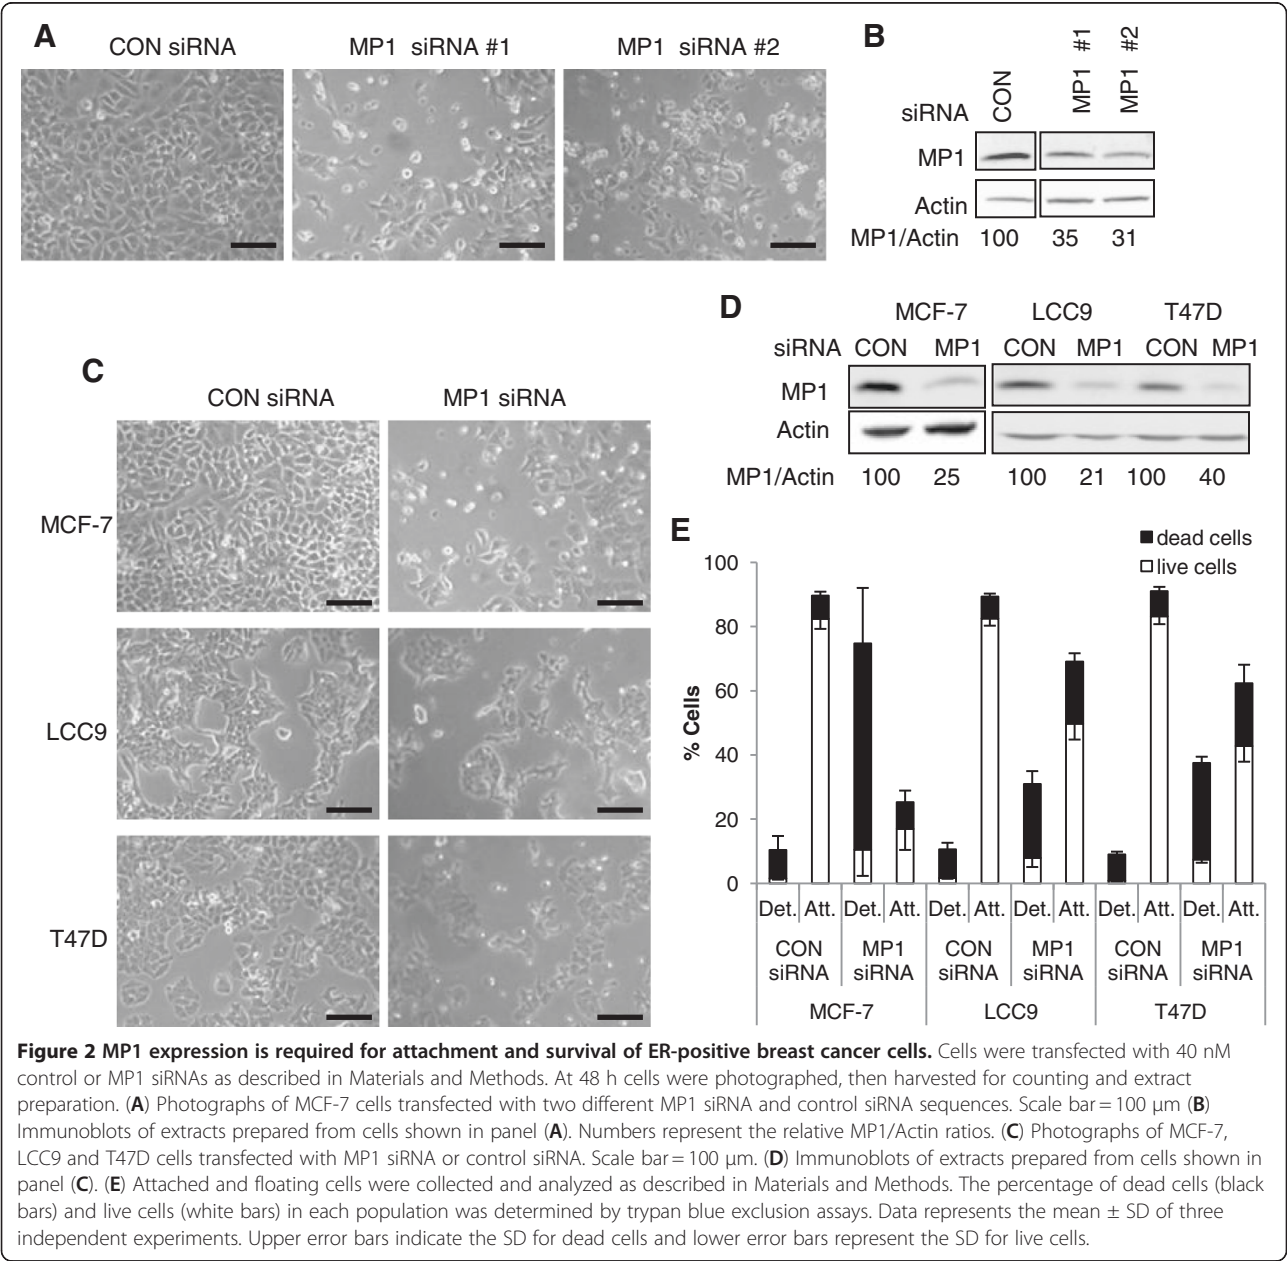 A
CON siRNA
MP1 siRNA #1
MP1 siRNA #2
B
siRNA
CON
MP1 #1
MP1 #2
MP1
Actin
MP1/Actin 100 35 31
C
CON siRNA
MP1 siRNA
MCF-7
LCC9
T47D
D
MCF-7 LCC9 T47D
siRNA CON MP1 CON MP1 CON MP1
MP1
Actin
MP1/Actin 100 25 100 21 100 40
E
dead cells
live cells
% Cells
100
80
60
40
20
0
Det. Att. Det. Att. Det. Att. Det. Att. Det. Att. Det. Att.
CON MP1 CON MP1 CON MP1
siRNA siRNA siRNA siRNA siRNA siRNA
MCF-7 LCC9 T47D
Figure 2 MP1 expression is required for attachment and survival of ER-positive breast cancer cells. Cells were transfected with 40 nM
control or MP1 siRNAs as described in Materials and Methods. At 48 h cells were photographed, then harvested for counting and extract
preparation. (A) Photographs of MCF-7 cells transfected with two different MP1 siRNA and control siRNA sequences. Scale bar = 100 μm (B)
Immunoblots of extracts prepared from cells shown in panel (A). Numbers represent the relative MP1/Actin ratios. (C) Photographs of MCF-7,
LCC9 and T47D cells transfected with MP1 siRNA or control siRNA. Scale bar = 100 μm. (D) Immunoblots of extracts prepared from cells shown in
panel (C). (E) Attached and floating cells were collected and analyzed as described in Materials and Methods. The percentage of dead cells (black
bars) and live cells (white bars) in each population was determined by trypan blue exclusion assays. Data represents the mean ± SD of three
independent experiments. Upper error bars indicate the SD for dead cells and lower error bars represent the SD for live cells.